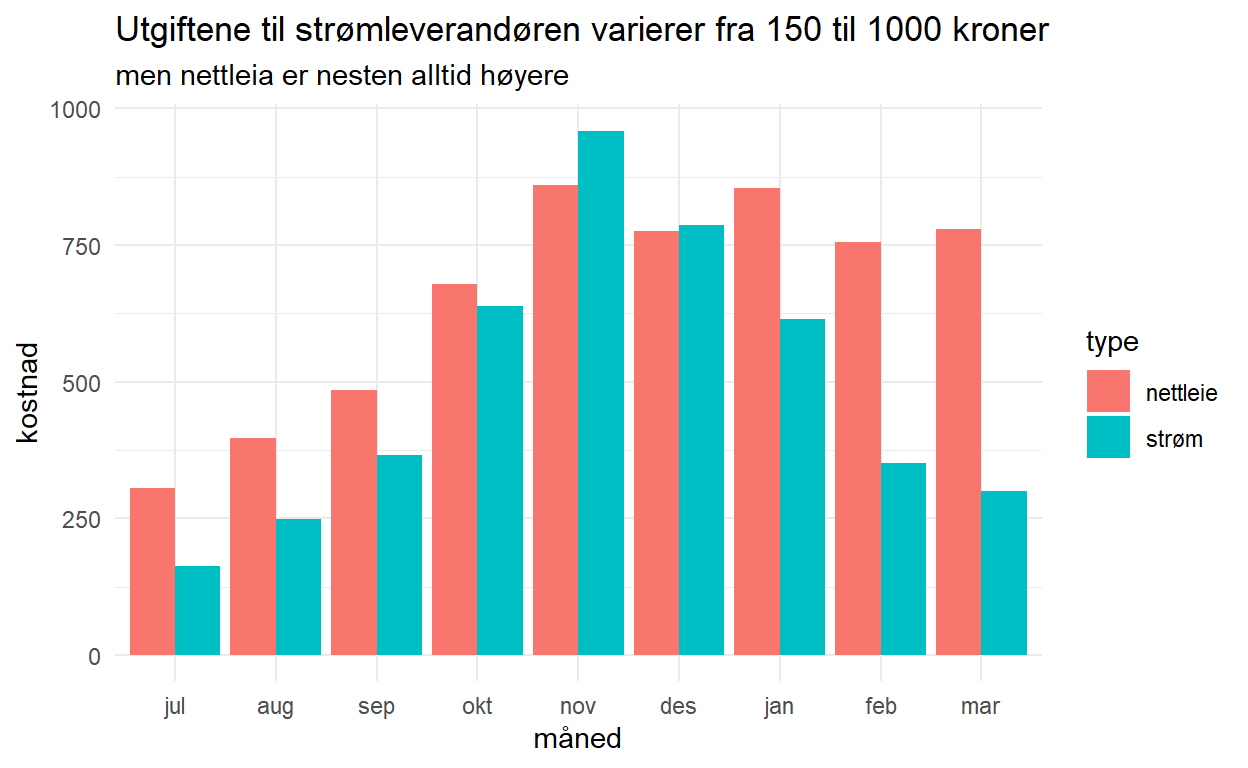 Utgiftene til strømleverandøren varierer fra 150 til 1000 kroner
men nettleia er nesten alltid høyere
1000
750
500
250
0
kostnad
jul aug sep okt nov des jan feb mar
måned
type
nettleie
strøm